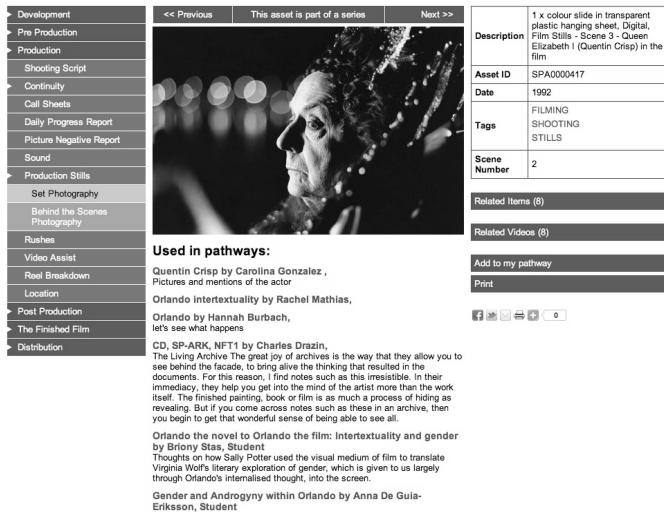 Development
Pre Production
Production
Shooting Script
Continuity
Call Sheets
Daily Progress Report
Picture Negative Report
Sound
Production Stills
Set Photography
Behind the Scenes
Photography
Rushes
Video Assist
Reel Breakdown
Location
Post Production
The Finished Film
Distribution
<< Previous
This asset is part of a series
Next >>
Used in pathways:
Quentin Crisp by Carolina Gonzalez ,
Pictures and mentions of the actor
Orlando intertextuality by Rachel Mathias,
Orlando by Hannah Burbach,
let's see what happens
CD, SP-ARK, NFT1 by Charles Drazin,
The Living Archive The great joy of archives is the way that they allow you to
see behind the facade, to bring alive the thinking that resulted in the
documents. For this reason, I find notes such as this irresistible. In their
immediacy, they help you get into the mind of the artist more than the work
itself. The finished painting, book or film is as much a process of hiding as
revealing. But if you come across notes such as these in an archive, then
you begin to get that wonderful sense of being able to see all.
Orlando the novel to Orlando the film: Intertextuality and gender
by Briony Stas, Student
Thoughts on how Sally Potter used the visual medium of film to translate
Virginia Wolf's literary exploration of gender, which is given to us largely
through Orlando's internalised thought, into the screen.
Gender and Androgyny within Orlando by Anna De Guia-
Eriksson, Student
Description
1 x colour slide in transparent
plastic hanging sheet, Digital,
Film Stills - Scene 3 - Queen
Elizabeth I (Quentin Crisp) in the
film
Asset ID
SPA0000417
Date
1992
Tags
FILMING
SHOOTING
STILLS
Scene
Number
2
Related Items (8)
Related Videos (8)
Add to my pathway
Print
0